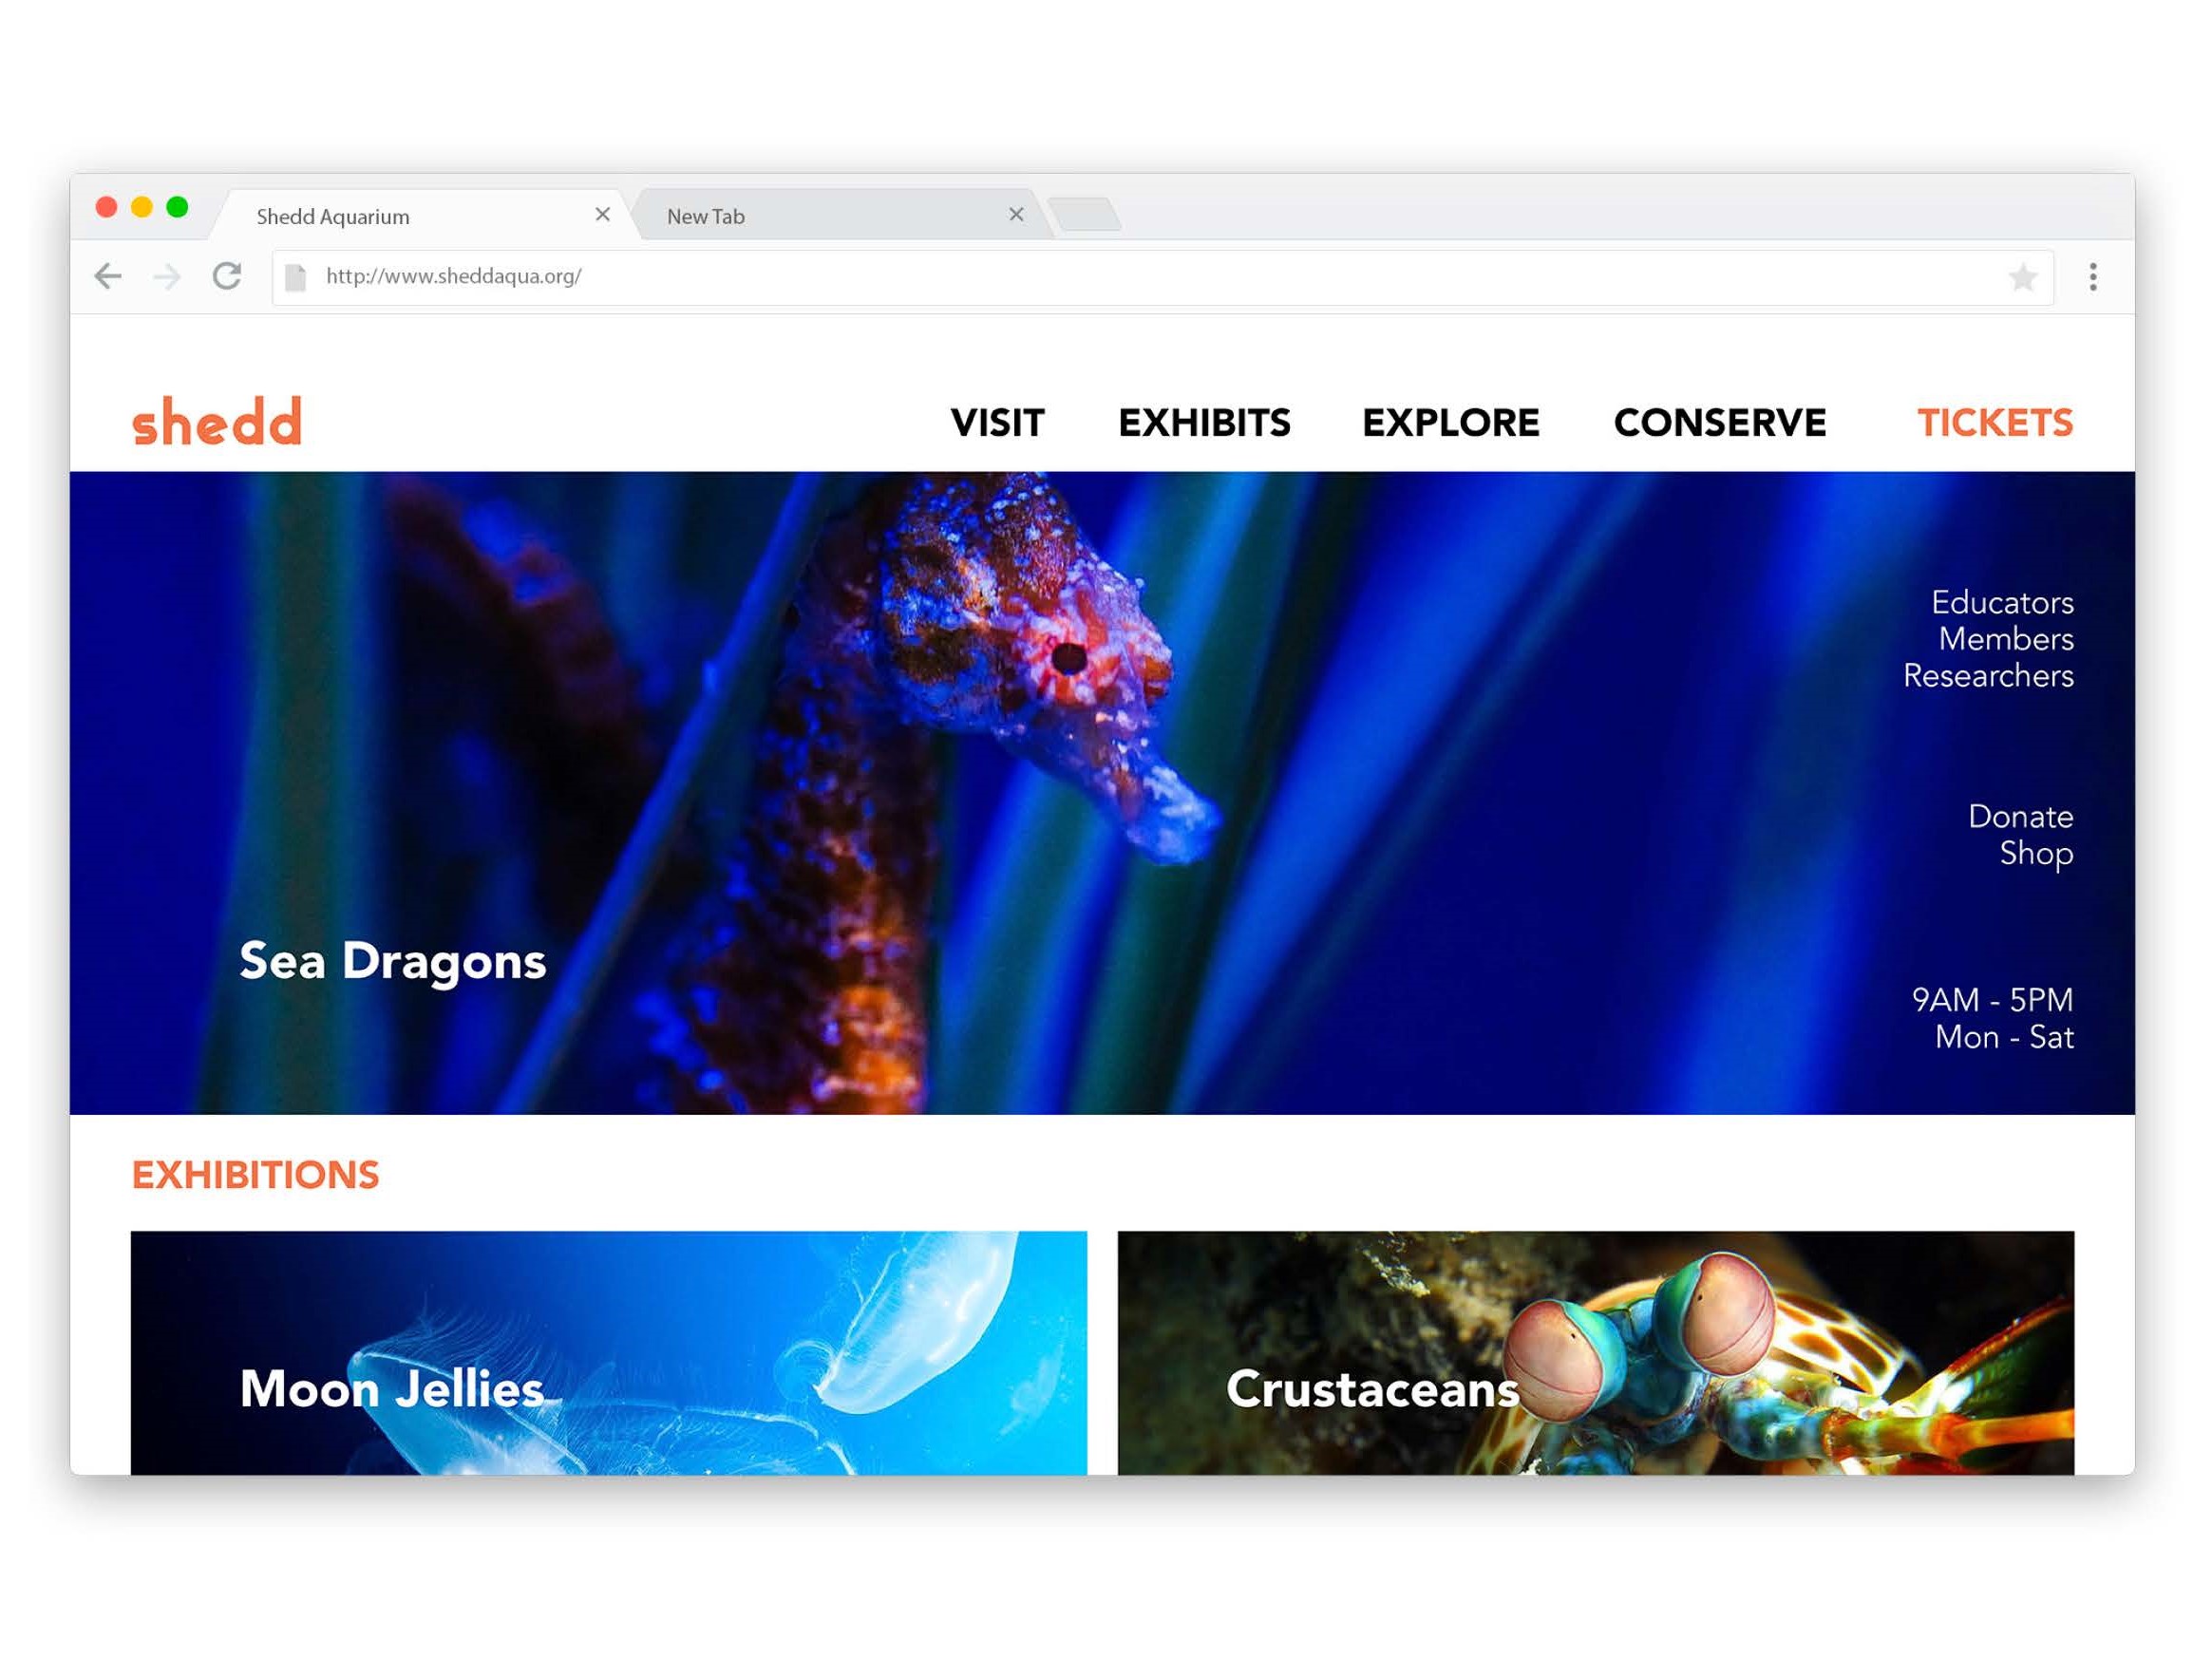 Shedd Aquarium
New Tab
http://www.sheddaqua.org/
shedd
VISIT EXHIBITS EXPLORE CONSERVE TICKETS
Educators
Members
Researchers
Donate
Shop
Sea Dragons
9AM - 5PM
Mon - Sat
EXHIBITIONS
Moon Jellies
Crustaceans